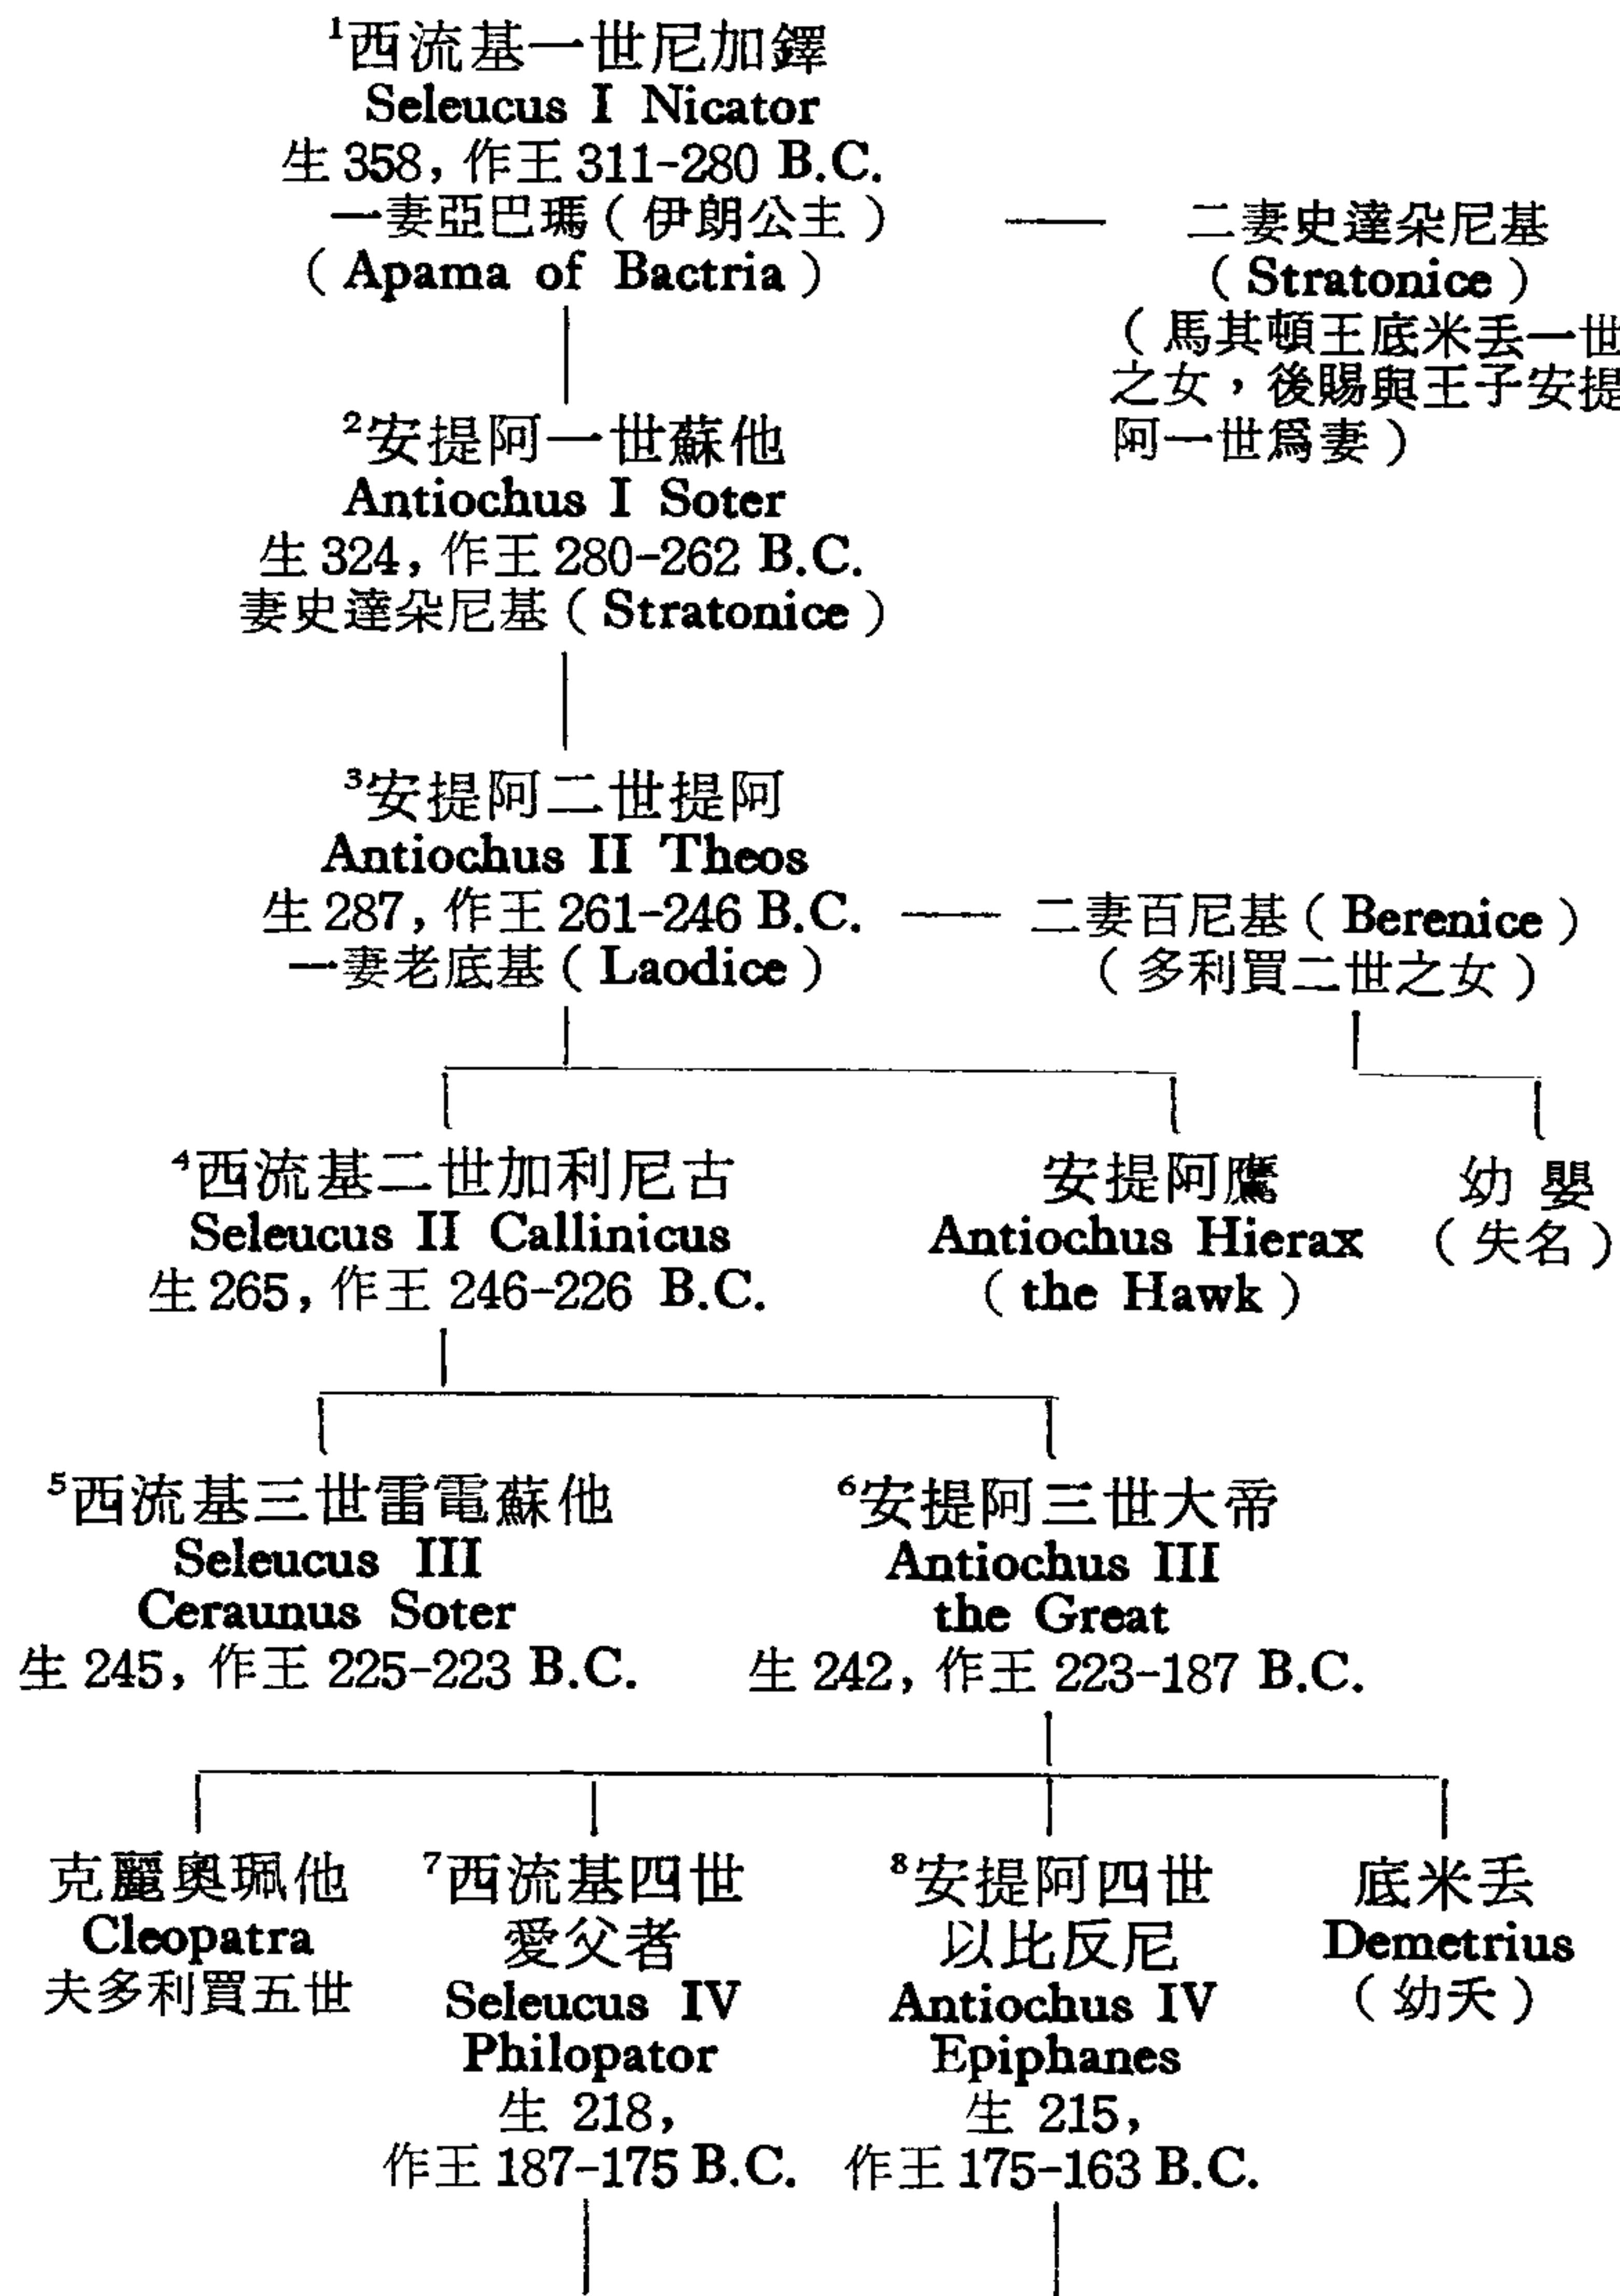 ¹西流基一世尼加鐸
Seleucus I Nicator
生358, 作王 311-280 B.C.
一妻亞巴瑪(伊朗公主)
(Apama of Bactria)
二妻史達朵尼基
(Stratonice)
(馬其頓王底米丢一世
之女，後賜與王子安提
阿一世爲妻)
²安提阿一世蘇他
Antiochus I Soter
生 324, 作王 280-262 B.C.
妻史達朵尼基(Stratonice)
³安提阿二世提阿
Antiochus II Theos
生 287, 作王 261-246 B.C.
一妻老底基(Laodice)
二妻百尼基(Berenice)
(多利買二世之女)
⁴西流基二世加利尼古
Seleucus II Callinicus
生 265, 作王 246-226 B.C.
安提阿鷹
Antiochus Hierax
(the Hawk)
幼嬰
(失名)
⁵西流基三世雷電蘇他
Seleucus III
Ceraunus Soter
生 245, 作王 225-223 B.C.
⁶安提阿三世大帝
Antiochus III
the Great
生 242, 作王 223-187 B.C.
克麗奧珮他
Cleopatra
夫多利買五世
⁷西流基四世
愛父者
Seleucus IV
Philopator
生 218,
作王 187-175 B.C.
⁸安提阿四世
以比反尼
Antiochus IV
Epiphanes
生 215,
作王 175-163 B.C.
底米丢
Demetrius
(幼夭)